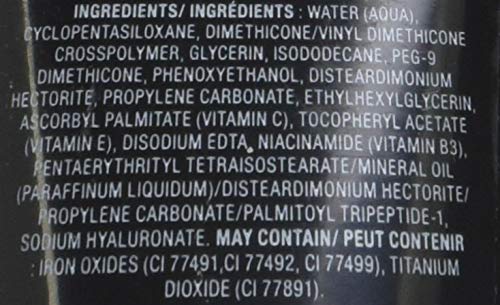 INGREDIENTS/ INGRÉDIENTS : WATER (AQUA),
CYCLOPENTASILOXANE, DIMETHICONE/VINYL DIMETHICONE
CROSSPOLYMER, GLYCERIN, ISODODECANE, PEG-9
DIMETHICONE, PHENOXYETHANOL, DISTEARDIMONIUM
HECTORITE, PROPYLENE CARBONATE, ETHYLHEXYLGLYCERIN,
ASCORBYL PALMITATE (VITAMIN C), TOCOPHERYL ACETATE
(VITAMIN E), DISODIUM EDTA, NIACINAMIDE (VITAMIN B3),
PENTAERYTHRITYL TETRAISOSTEARATE/MINERAL OIL
(PARAFFINUM LIQUIDUM)/DISTEARDIMONIUM HECTORITE/
PROPYLENE CARBONATE/PALMITOYL TRIPEPTIDE-1,
SODIUM HYALURONATE. MAY CONTAIN/ PEUT CONTENIR
: IRON OXIDES (CI 77491,CI 77492, CI 77499), TITANIUM
DIOXIDE (CI 77891).